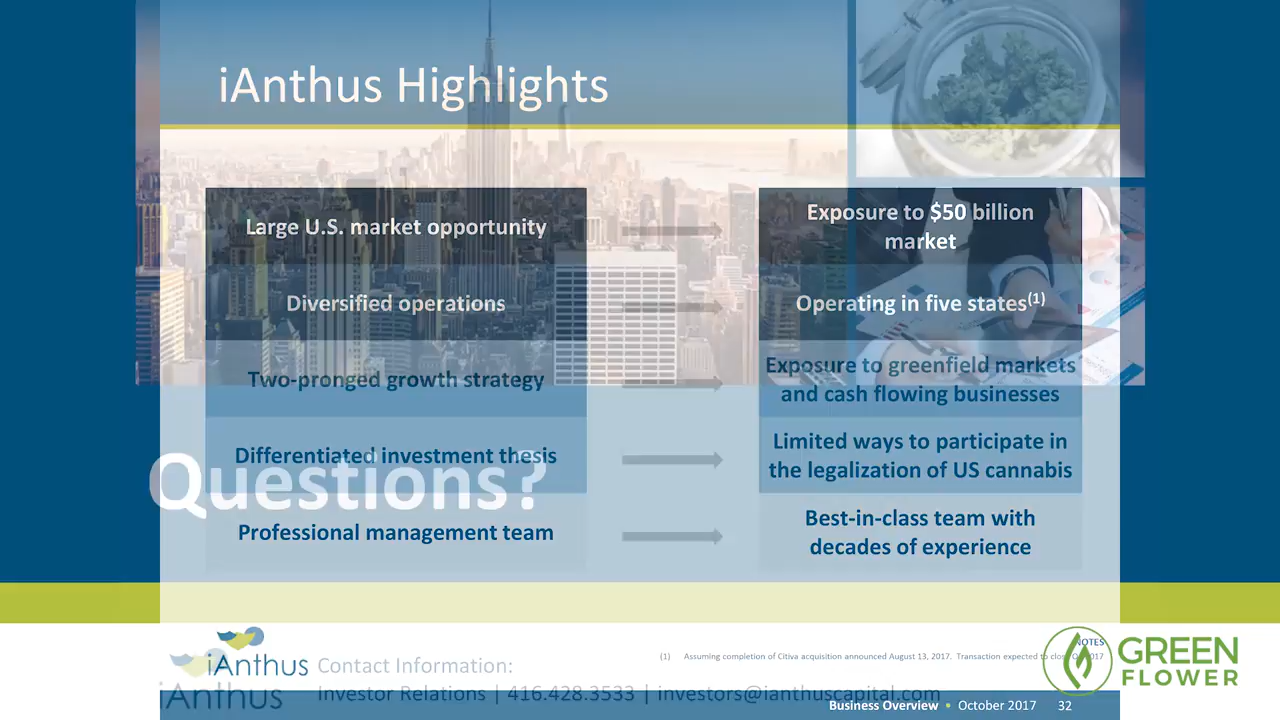 iAnthus Highlights
Large U.S. market opportunity
Exposure to $50 billion
market
Diversified operations
Operating in five states(1)
Two-pronged growth strategy
Exposure to greenfield markets
and cash flowing businesses
Differentiated investment thesis
Limited ways to participate in
the legalization of US cannabis
Questions?
Professional management team
Best-in-class team with
decades of experience
NOTES
(1) Assuming completion of Citiva acquisition announced August 13, 2017. Transaction expected to close Q4 2017
iAnthus
Contact Information:
iAnthus
Investor Relations | 416.428.3533 | investors@ianthuscapital.com
GREEN
FLOWER
Business Overview • October 2017 32